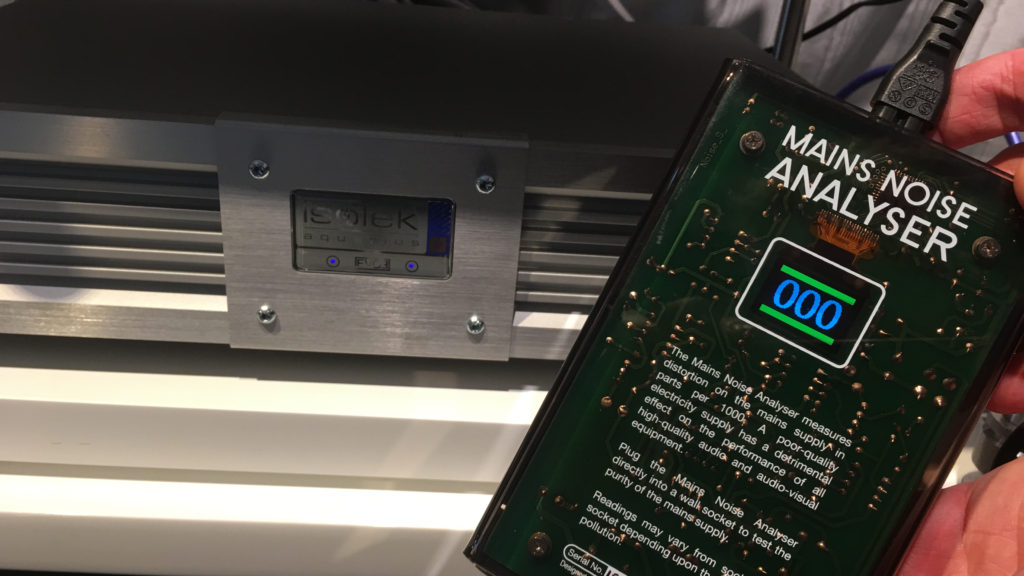 isotek
aquarius
EVO3
MAINS NOISE
ANALYSER
000
The Mains Noise Analyser measures
distortion on the mains supply in
parts per 1000. A poor-quality
electricity supply has a detrimental
effect on the performance of all
high-quality audio and audio-visual
equipment.
Plug the Mains Noise Analyser
directly into a wall socket to test the
purity of the mains supply.
Readings may vary from
socket depending upon the
pollution
Serial No.
Designed